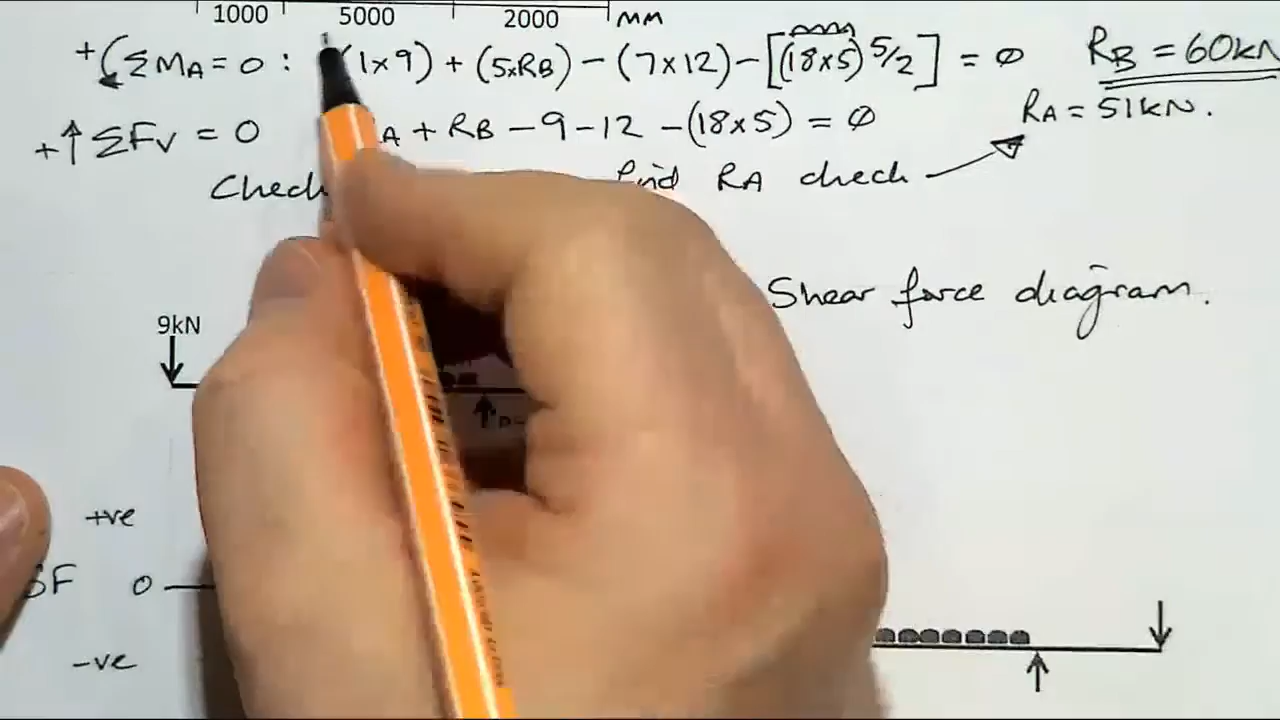 1000 5000 2000 MM
+ ΣMA = 0 : (1x9) + (5xRB) - (7x12) - [(18x5) 5/2] = 0 RB = 60kN
+↑ ΣFv = 0 A + RB - 9 - 12 - (18x5) = 0 RA = 51kN.
find RA check
Shear force diagram.
9kN
+ve
SF 0
-ve